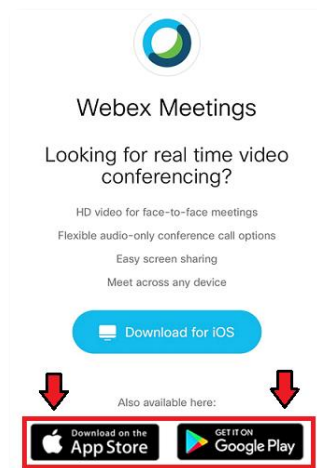 Webex Meetings
Looking for real time video
conferencing?
HD video for face-to-face meetings
Flexible audio-only conference call options
Easy screen sharing
Meet across any device
Download for iOS
Also available here:
Download on the
App Store
GET IT ON
Google Play